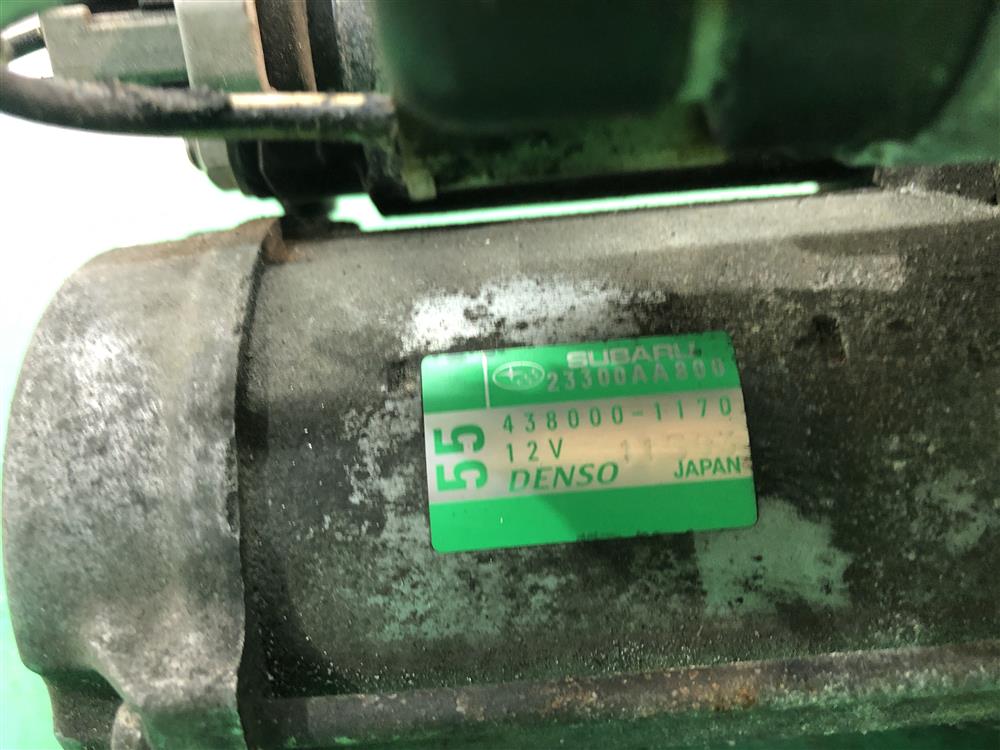 SUBARU
23300AA800
438000-1170
12V
55
DENSO JAPAN